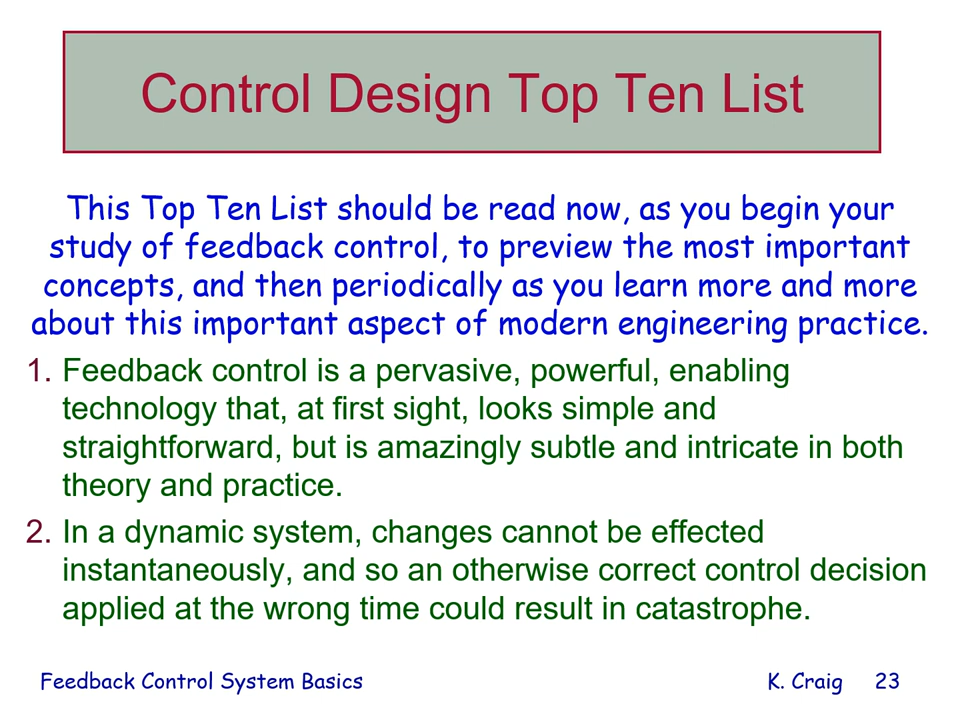 Control Design Top Ten List
This Top Ten List should be read now, as you begin your
study of feedback control, to preview the most important
concepts, and then periodically as you learn more and more
about this important aspect of modern engineering practice.
1. Feedback control is a pervasive, powerful, enabling
technology that, at first sight, looks simple and
straightforward, but is amazingly subtle and intricate in both
theory and practice.
2. In a dynamic system, changes cannot be effected
instantaneously, and so an otherwise correct control decision
applied at the wrong time could result in catastrophe.
Feedback Control System Basics K. Craig 23